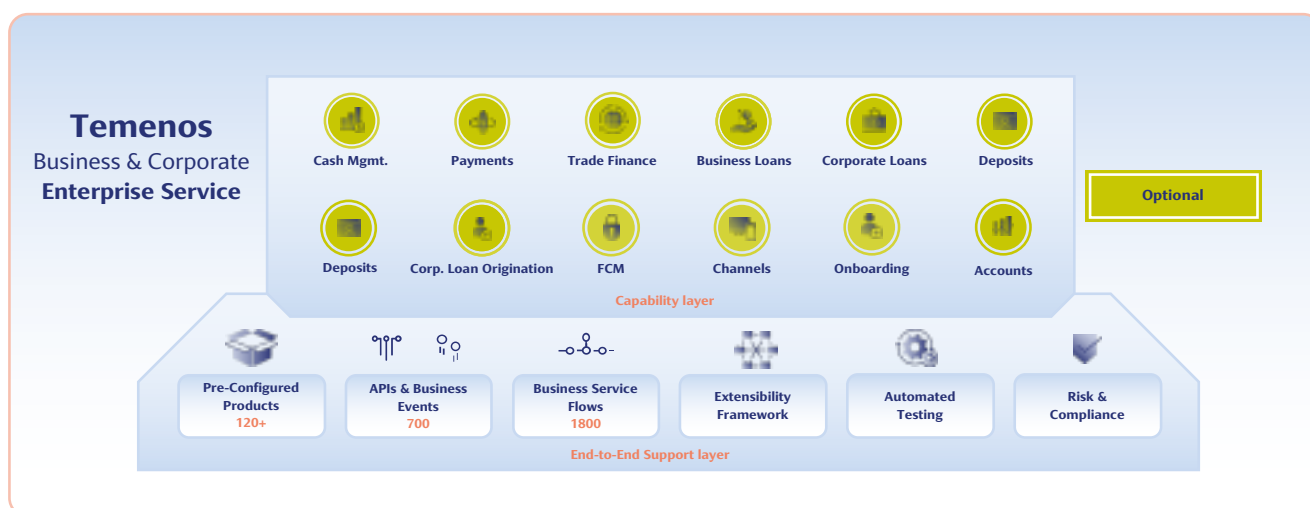 Temenos
Business & Corporate
Enterprise Service
Cash Mgmt.
Payments
Trade Finance
Business Loans
Corporate Loans
Deposits
Optional
Deposits
Corp. Loan Origination
FCM
Channels
Onboarding
Accounts
Capability layer
Pre-Configured
Products
120+
APIs & Business
Events
700
Business Service
Flows
1800
Extensibility
Framework
Automated
Testing
Risk &
Compliance
End-to-End Support layer